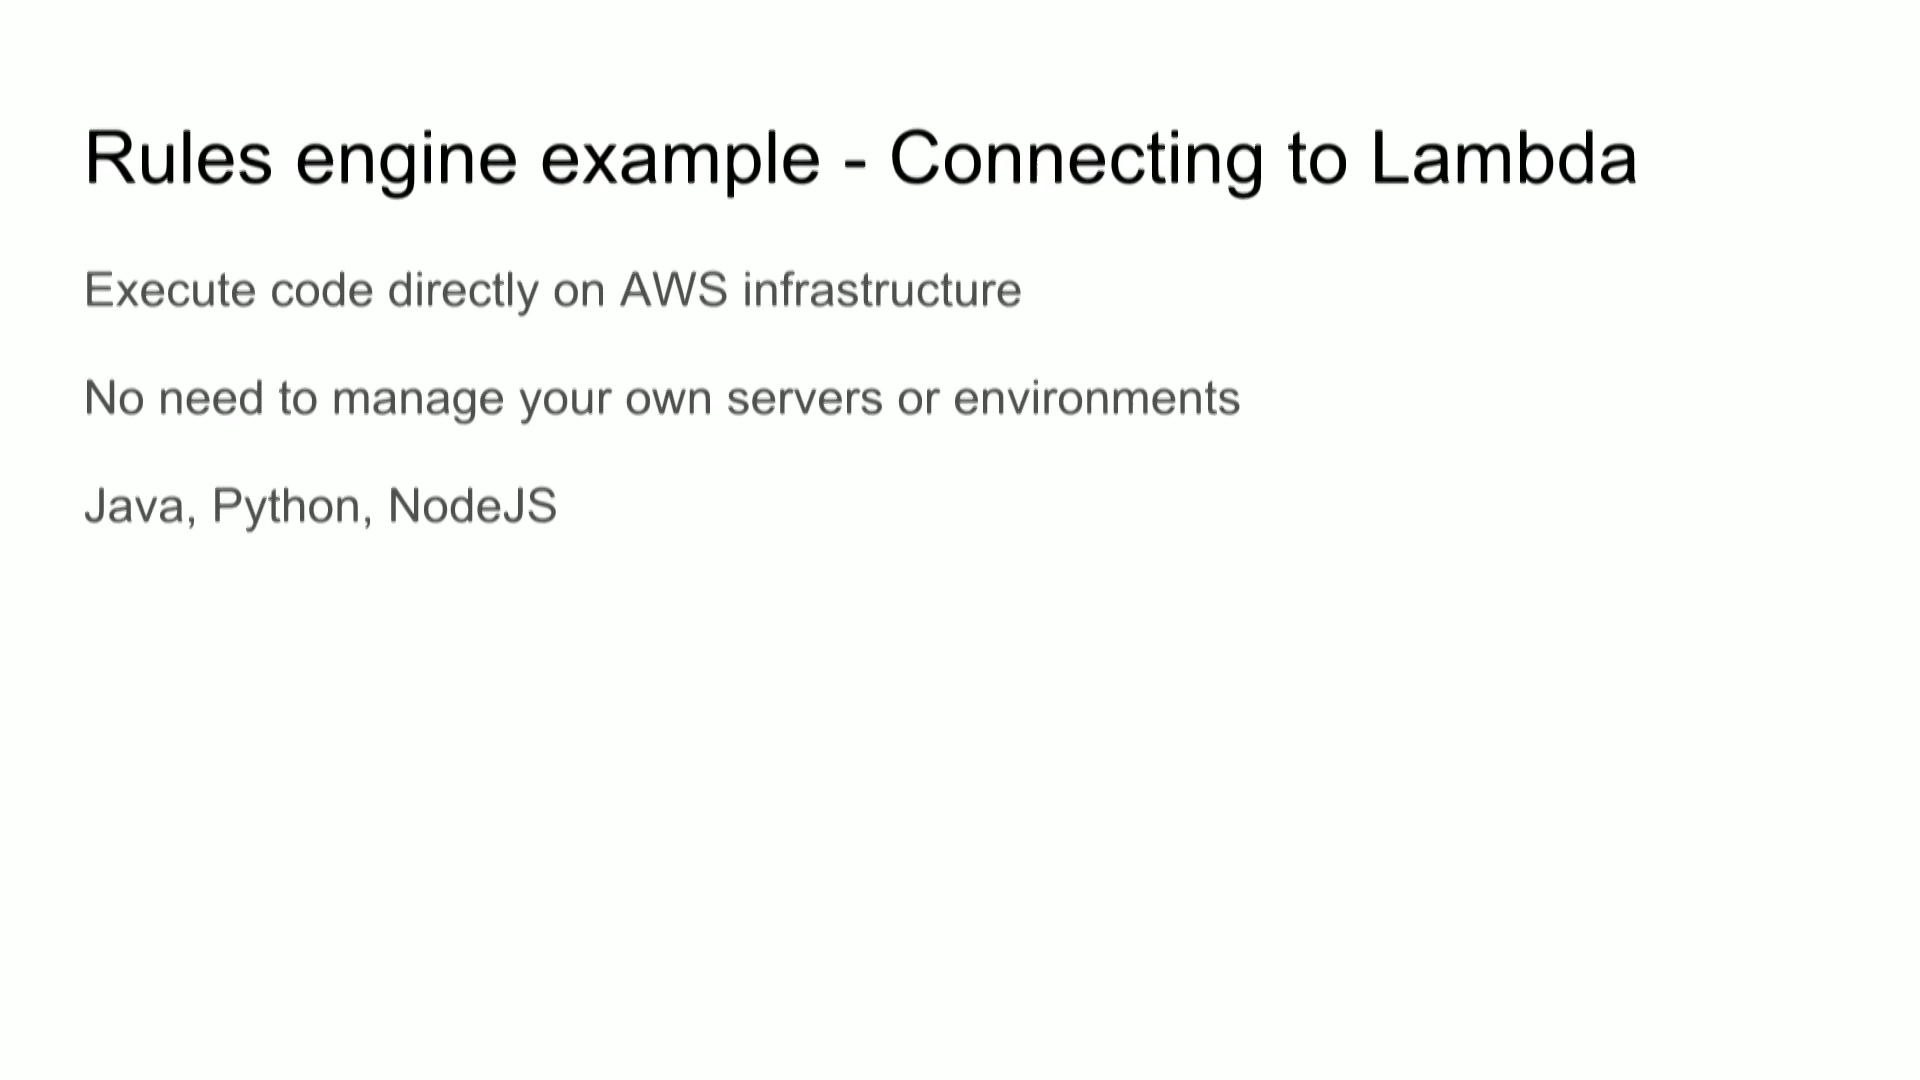 Rules engine example - Connecting to Lambda
Execute code directly on AWS infrastructure
No need to manage your own servers or environments
Java, Python, NodeJS